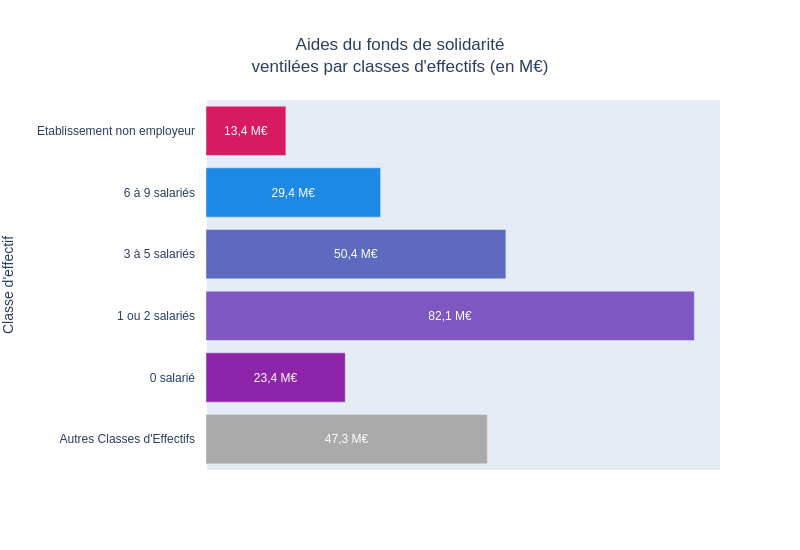 Aides du fonds de solidarité
ventilées par classes d'effectifs (en M€)
Classe d'effectif
Etablissement non employeur
13,4 M€
6 à 9 salariés
29,4 M€
3 à 5 salariés
50,4 M€
1 ou 2 salariés
82,1 M€
0 salarié
23,4 M€
Autres Classes d'Effectifs
47,3 M€